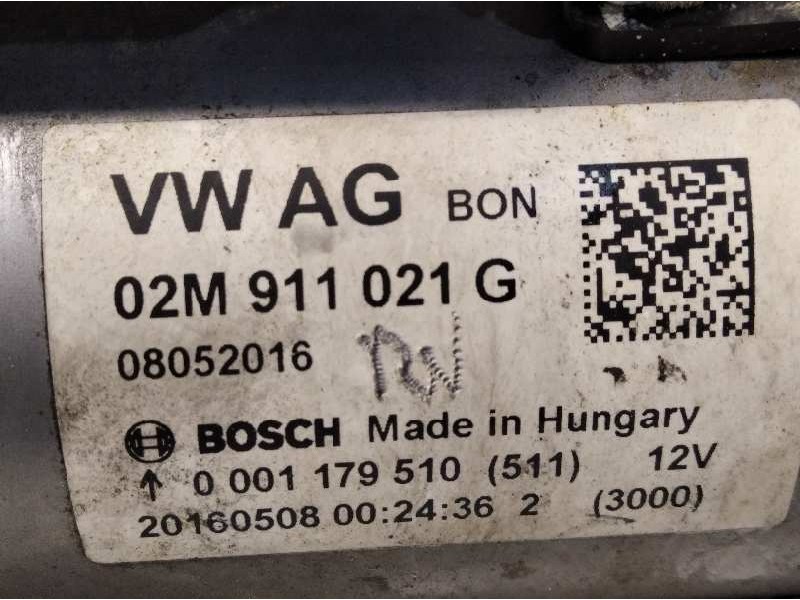 VW AG BON
02M 911 021 G
08052016
RW
BOSCH Made in Hungary
0 001 179 510 (511) 12V
20160508 00:24:36 2 (3000)